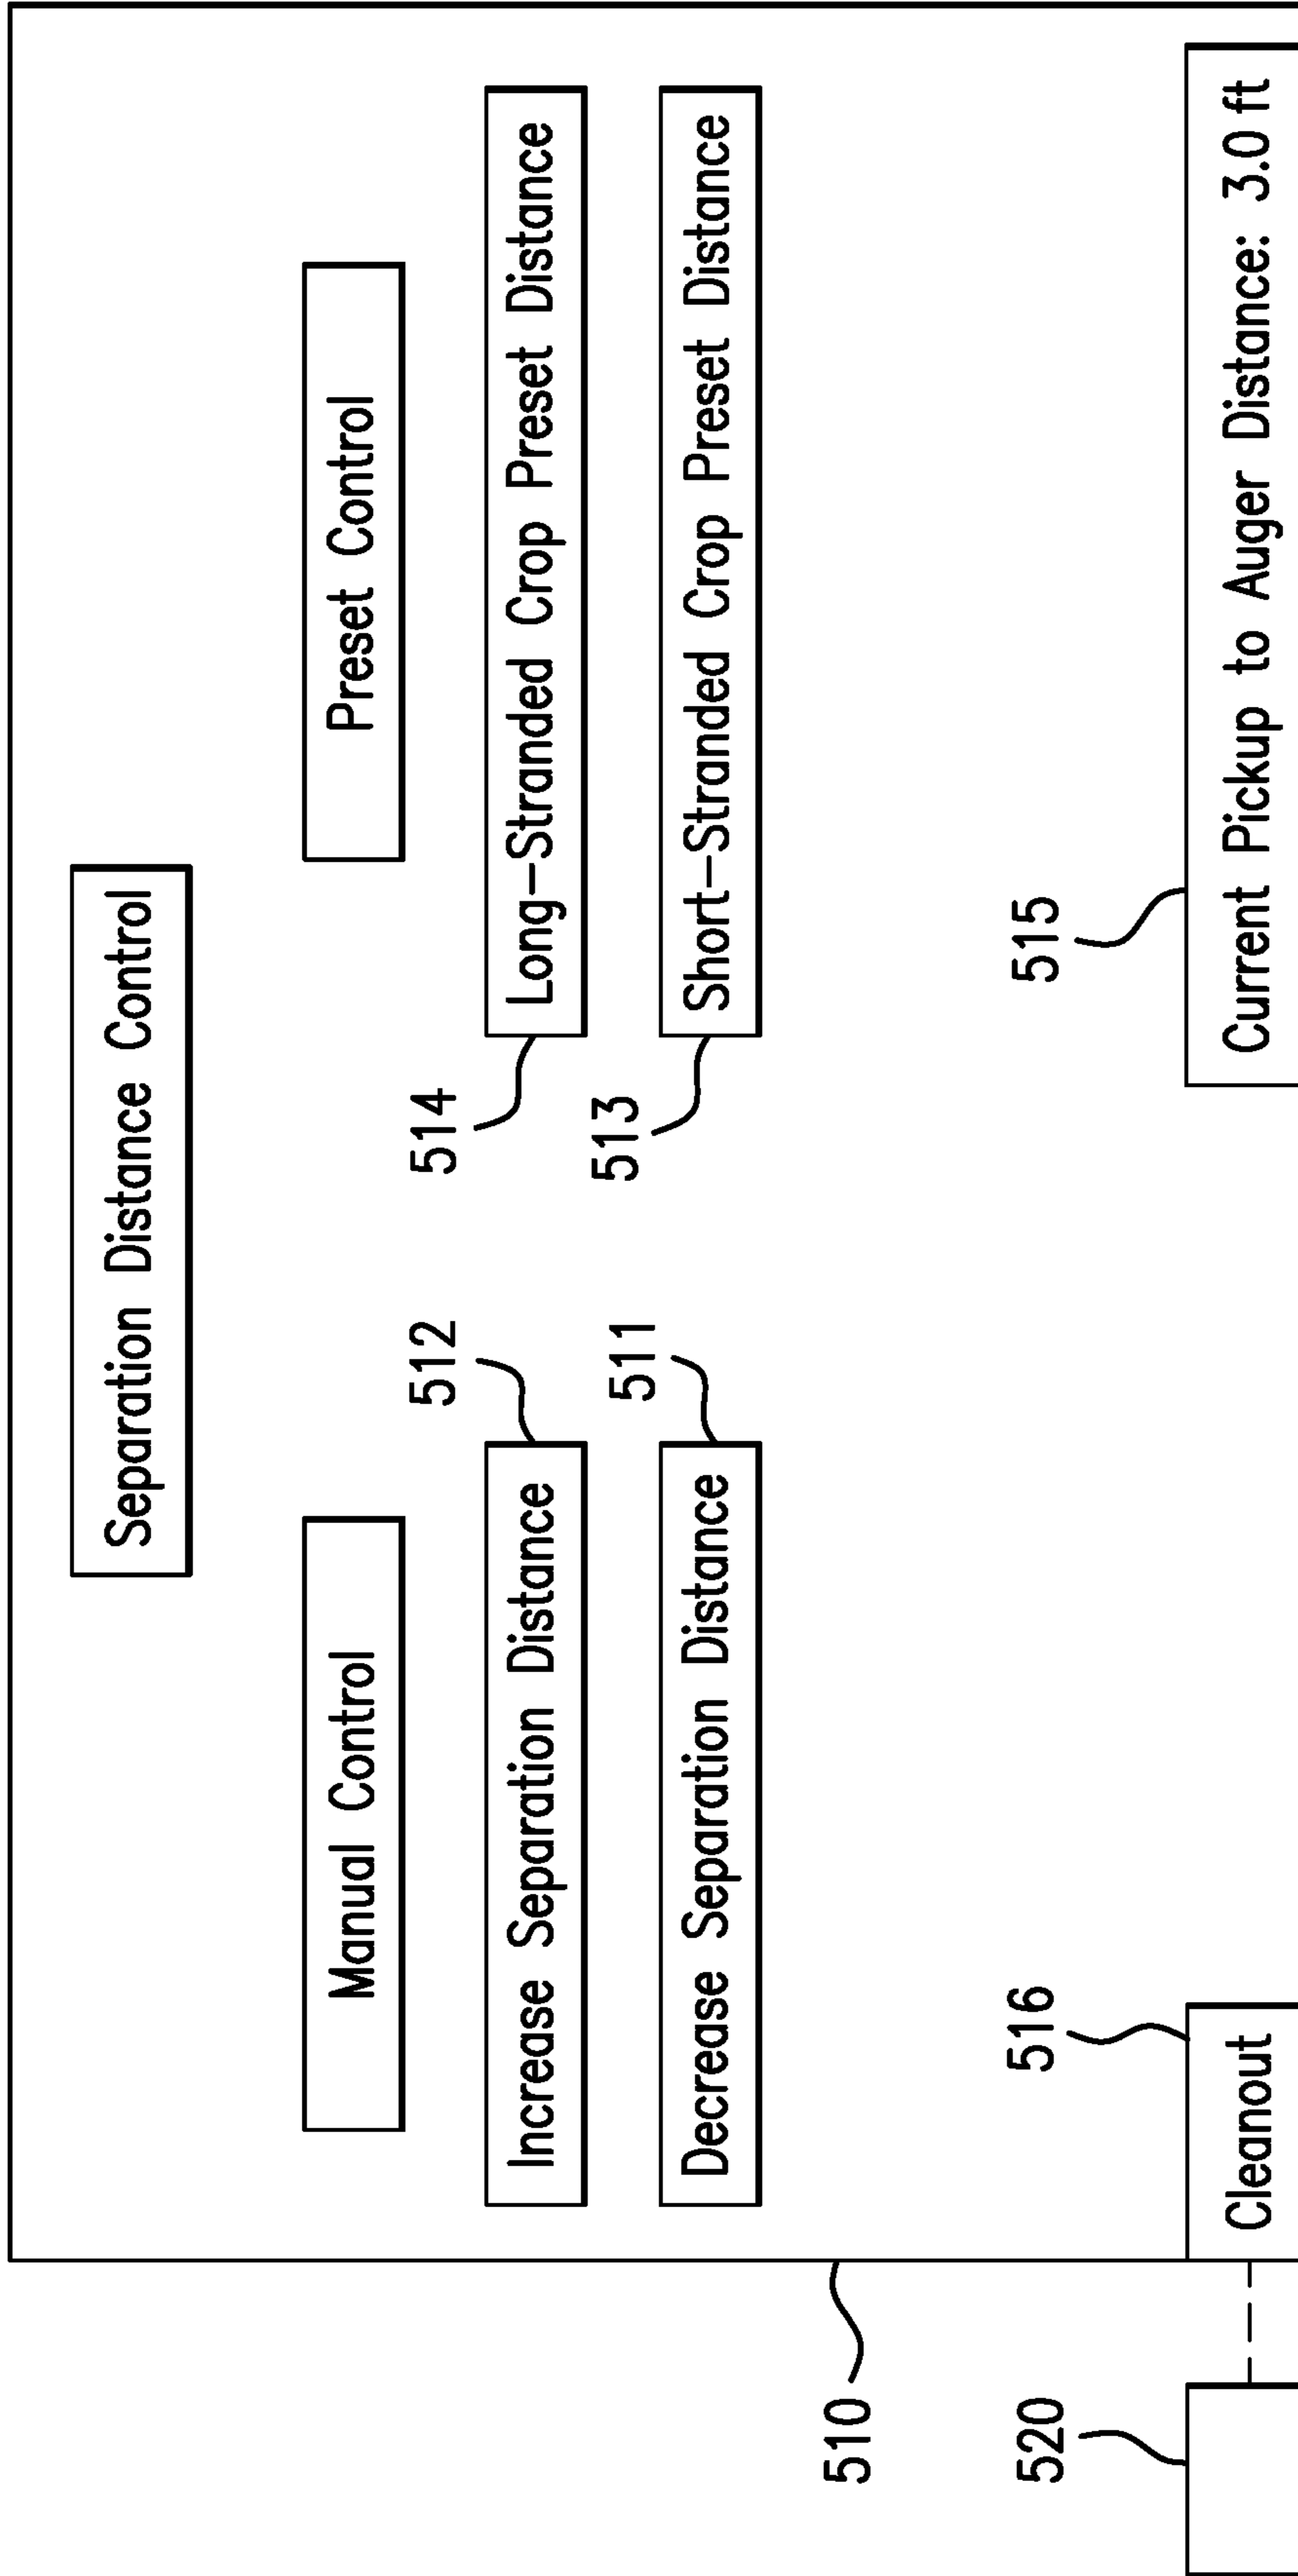 Separation Distance Control
Manual Control
Preset Control
512
514
Increase Separation Distance
Long-Stranded Crop Preset Distance
511
513
Decrease Separation Distance
Short-Stranded Crop Preset Distance
510
520
516
515
Cleanout
Current Pickup to Auger Distance: 3.0 ft